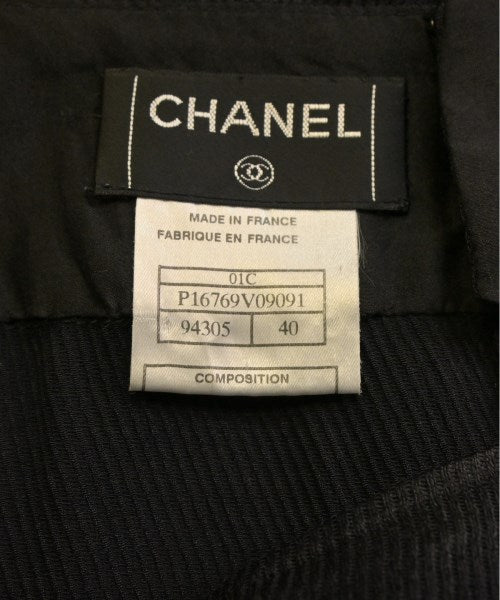 CHANEL
MADE IN FRANCE
FABRIQUE EN FRANCE
01C
P16769V09091
94305 40
COMPOSITION